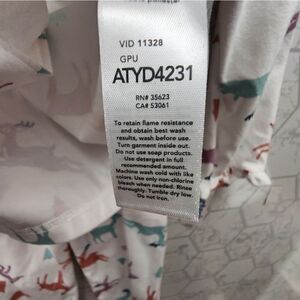 polyester
VID 11328
GPU
ATYD4231
RN# 35623
CA# 53061
To retain flame resistance
and obtain best wash
results, wash before use.
Turn garment inside out.
Do not use soap products.
Use detergent in full
recommended amount.
Machine wash cold with like
colors. Use only non-chlorine
bleach when needed. Rinse
thoroughly. Tumble dry low.
Do not iron.